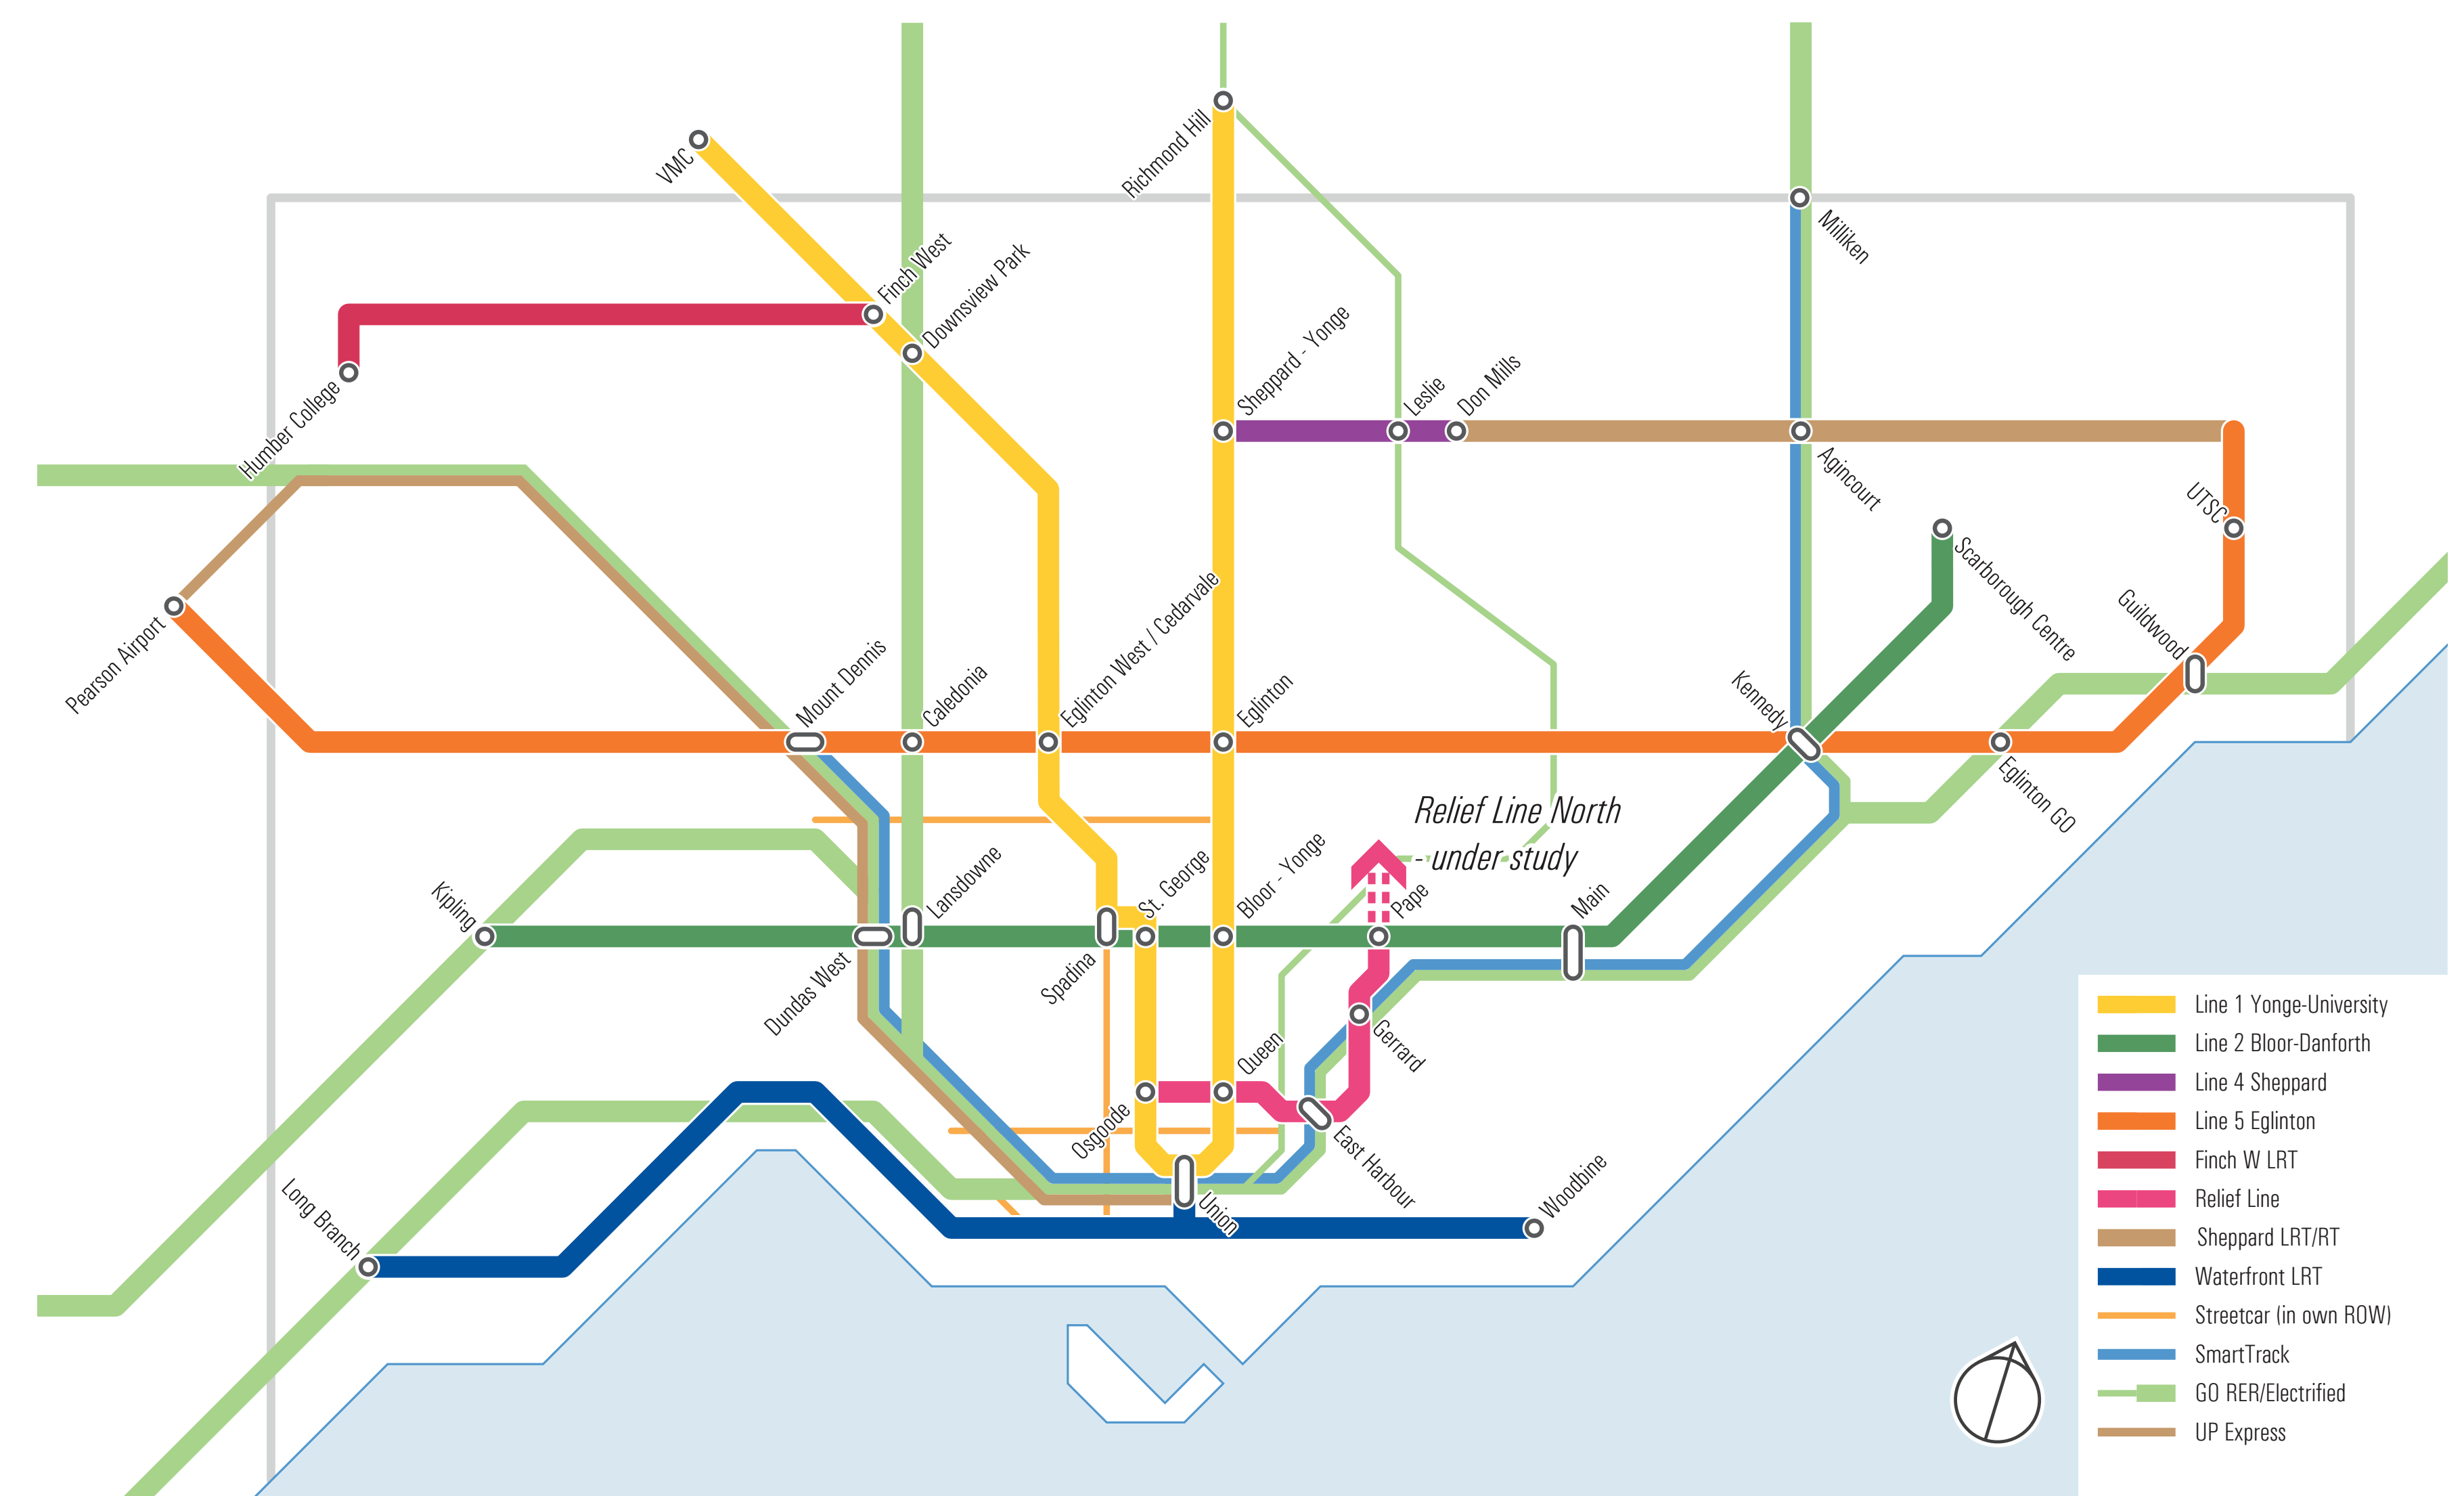 Richmond Hill
VMC
Milliken
Finch West
Downsview Park
Humber College
Sheppard - Yonge
Leslie
Don Mills
Agincourt
UTSC
Scarborough Centre
Guildwood
Pearson Airport
Mount Dennis
Caledonia
Eglinton West / Cedarvale
Eglinton
Kennedy
Eglinton GO
Relief Line North
- under study
Kipling
Lansdowne
St. George
Bloor - Yonge
Pape
Main
Dundas West
Spadina
Queen
Gerrard
Osgoode
East Harbour
Union
Woodbine
Long Branch
Line 1 Yonge-University
Line 2 Bloor-Danforth
Line 4 Sheppard
Line 5 Eglinton
Finch W LRT
Relief Line
Sheppard LRT/RT
Waterfront LRT
Streetcar (in own ROW)
SmartTrack
GO RER/Electrified
UP Express